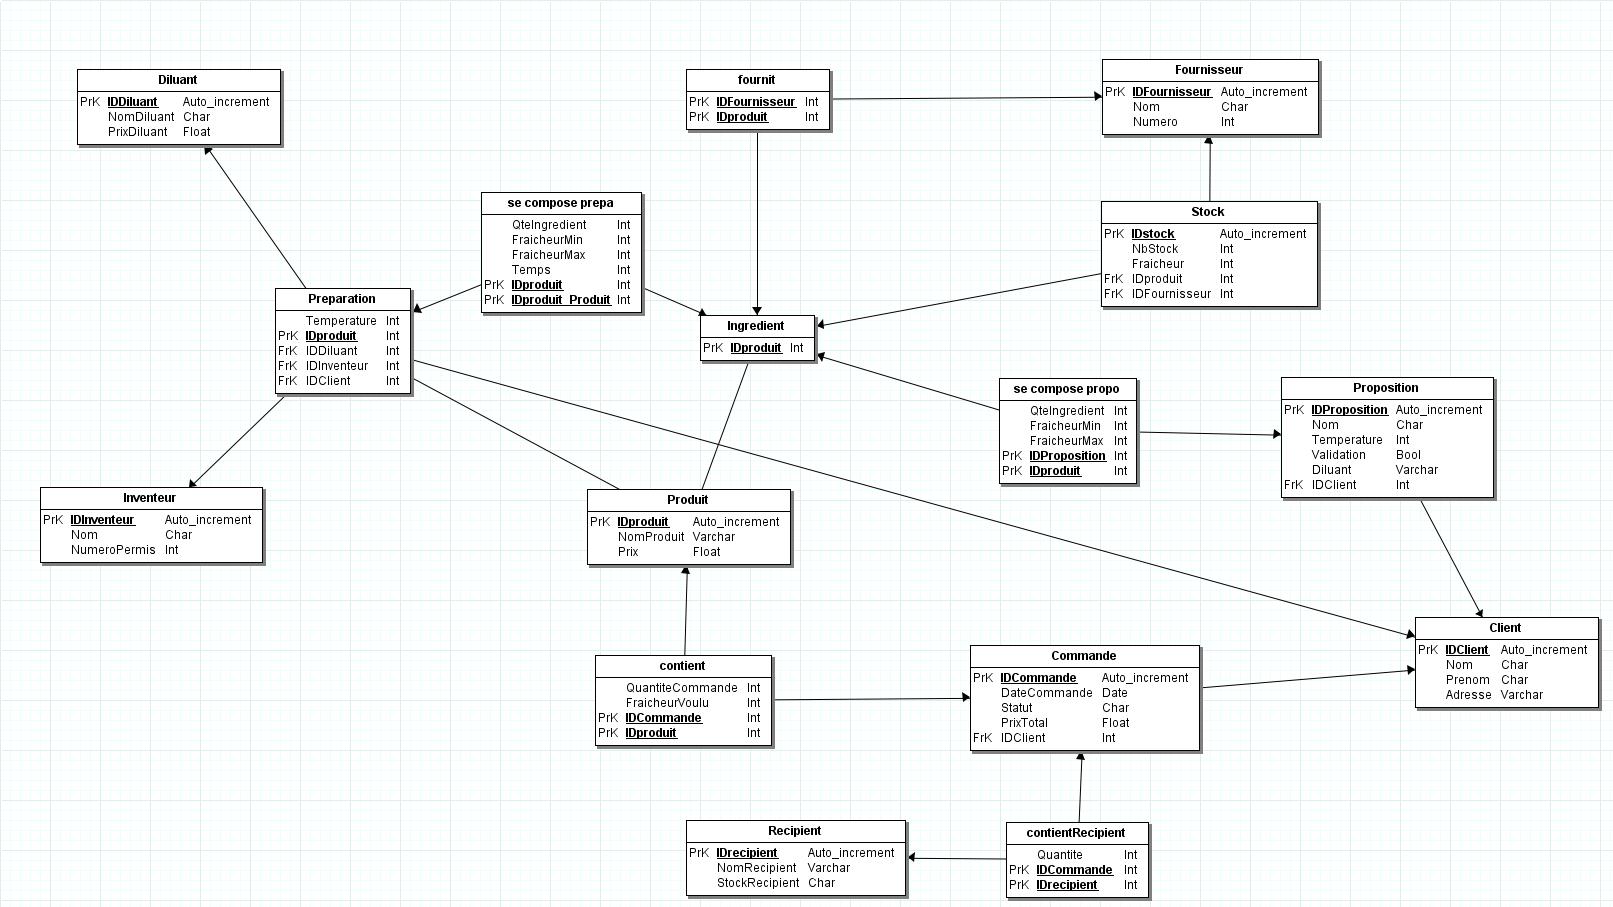 Diluant
PrK IDDiluant Auto_increment
NomDiluant Char
PrixDiluant Float
fournit
PrK IDFournisseur Int
PrK IDproduit Int
Fournisseur
PrK IDFournisseur Auto_increment
Nom Char
Numero Int
se compose prepa
QteIngredient Int
FraicheurMin Int
FraicheurMax Int
Temps Int
PrK IDproduit Int
PrK IDproduit_Produit Int
Stock
PrK IDstock Auto_increment
NbStock Int
Fraicheur Int
FrK IDproduit Int
FrK IDFournisseur Int
Preparation
Temperature Int
PrK IDproduit Int
FrK IDDiluant Int
FrK IDInventeur Int
FrK IDClient Int
Ingredient
PrK IDproduit Int
se compose propo
QteIngredient Int
FraicheurMin Int
FraicheurMax Int
PrK IDProposition Int
PrK IDproduit Int
Proposition
PrK IDProposition Auto_increment
Nom Char
Temperature Int
Validation Bool
Diluant Varchar
FrK IDClient Int
Inventeur
PrK IDInventeur Auto_increment
Nom Char
NumeroPermis Int
Produit
PrK IDproduit Auto_increment
NomProduit Varchar
Prix Float
Client
PrK IDClient Auto_increment
Nom Char
Prenom Char
Adresse Varchar
contient
QuantiteCommande Int
FraicheurVoulu Int
PrK IDCommande Int
PrK IDproduit Int
Commande
PrK IDCommande Auto_increment
DateCommande Date
Statut Char
PrixTotal Float
FrK IDClient Int
Recipient
PrK IDrecipient Auto_increment
NomRecipient Varchar
StockRecipient Char
contientRecipient
Quantite Int
PrK IDCommande Int
PrK IDrecipient Int